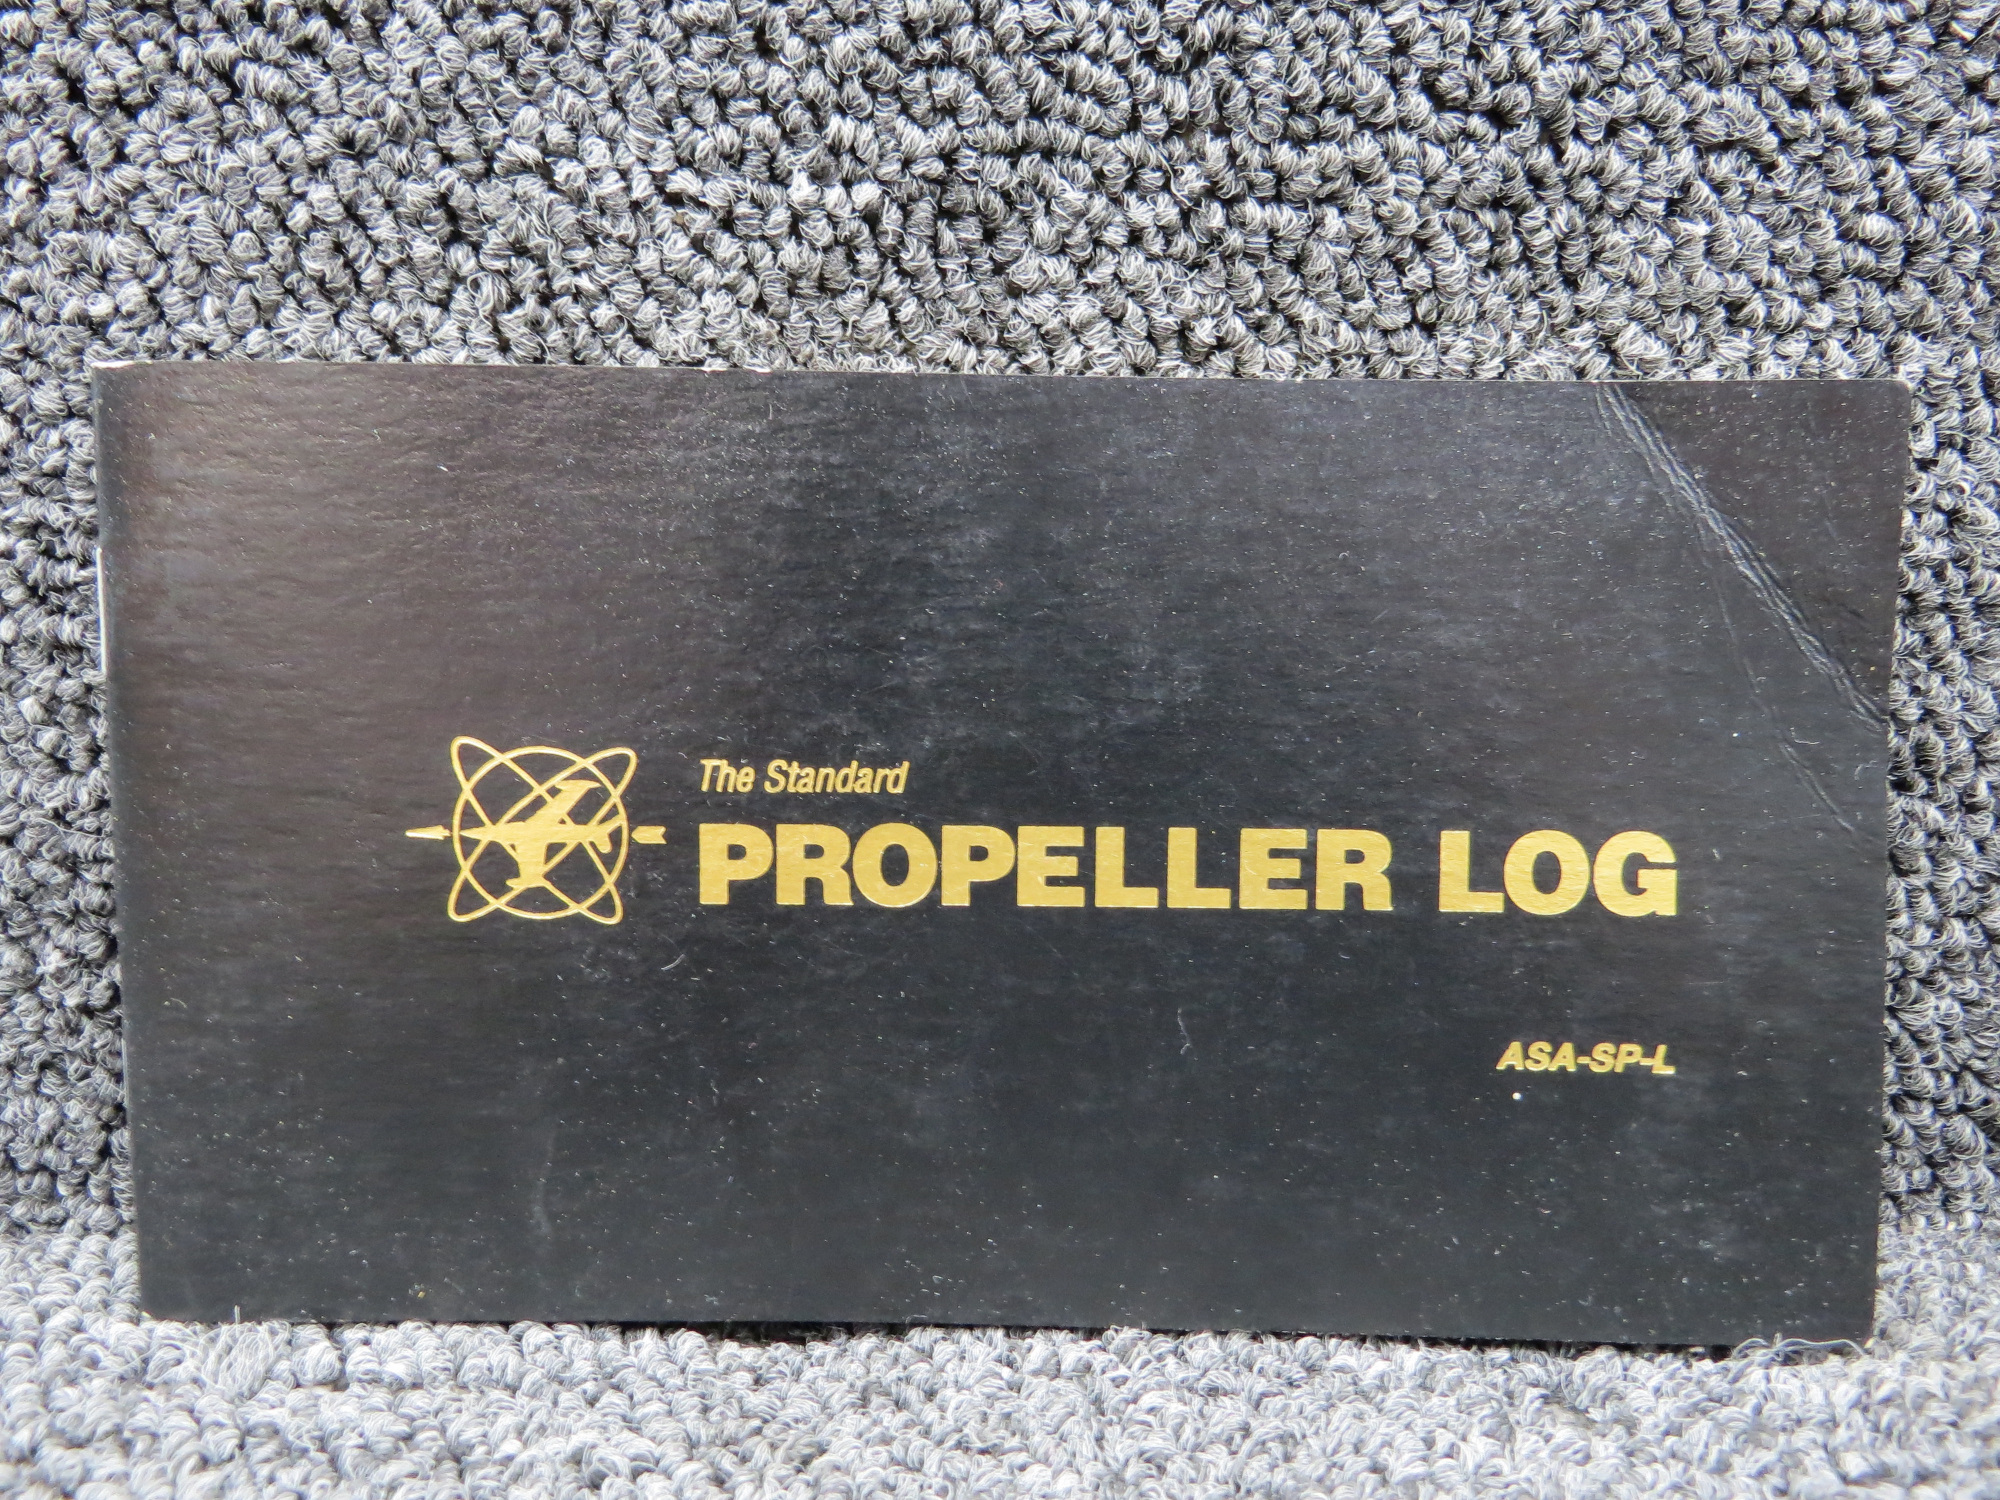 The Standard
PROPELLER LOG
ASA-SP-L